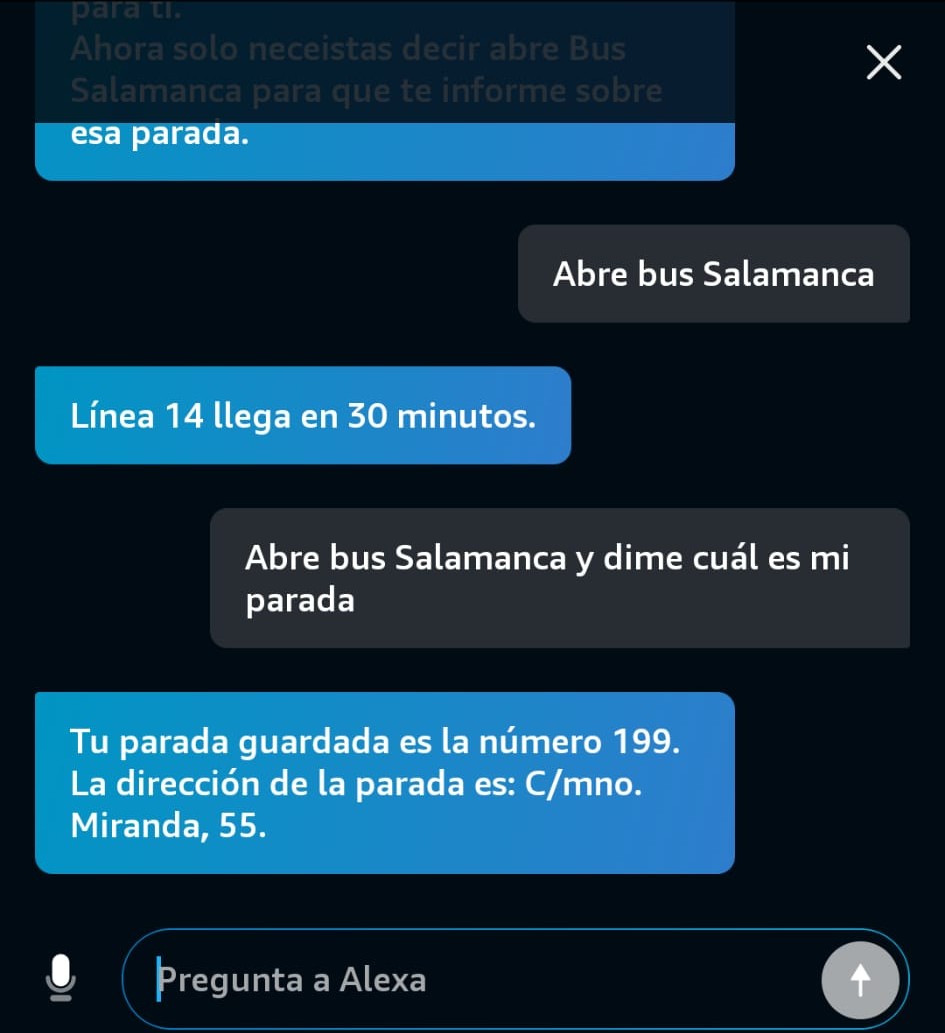 para ti.
Ahora solo neceistas decir abre Bus
Salamanca para que te informe sobre
esa parada.
Abre bus Salamanca
Línea 14 llega en 30 minutos.
Abre bus Salamanca y dime cuál es mi
parada
Tu parada guardada es la número 199.
La dirección de la parada es: C/mno.
Miranda, 55.
Pregunta a Alexa